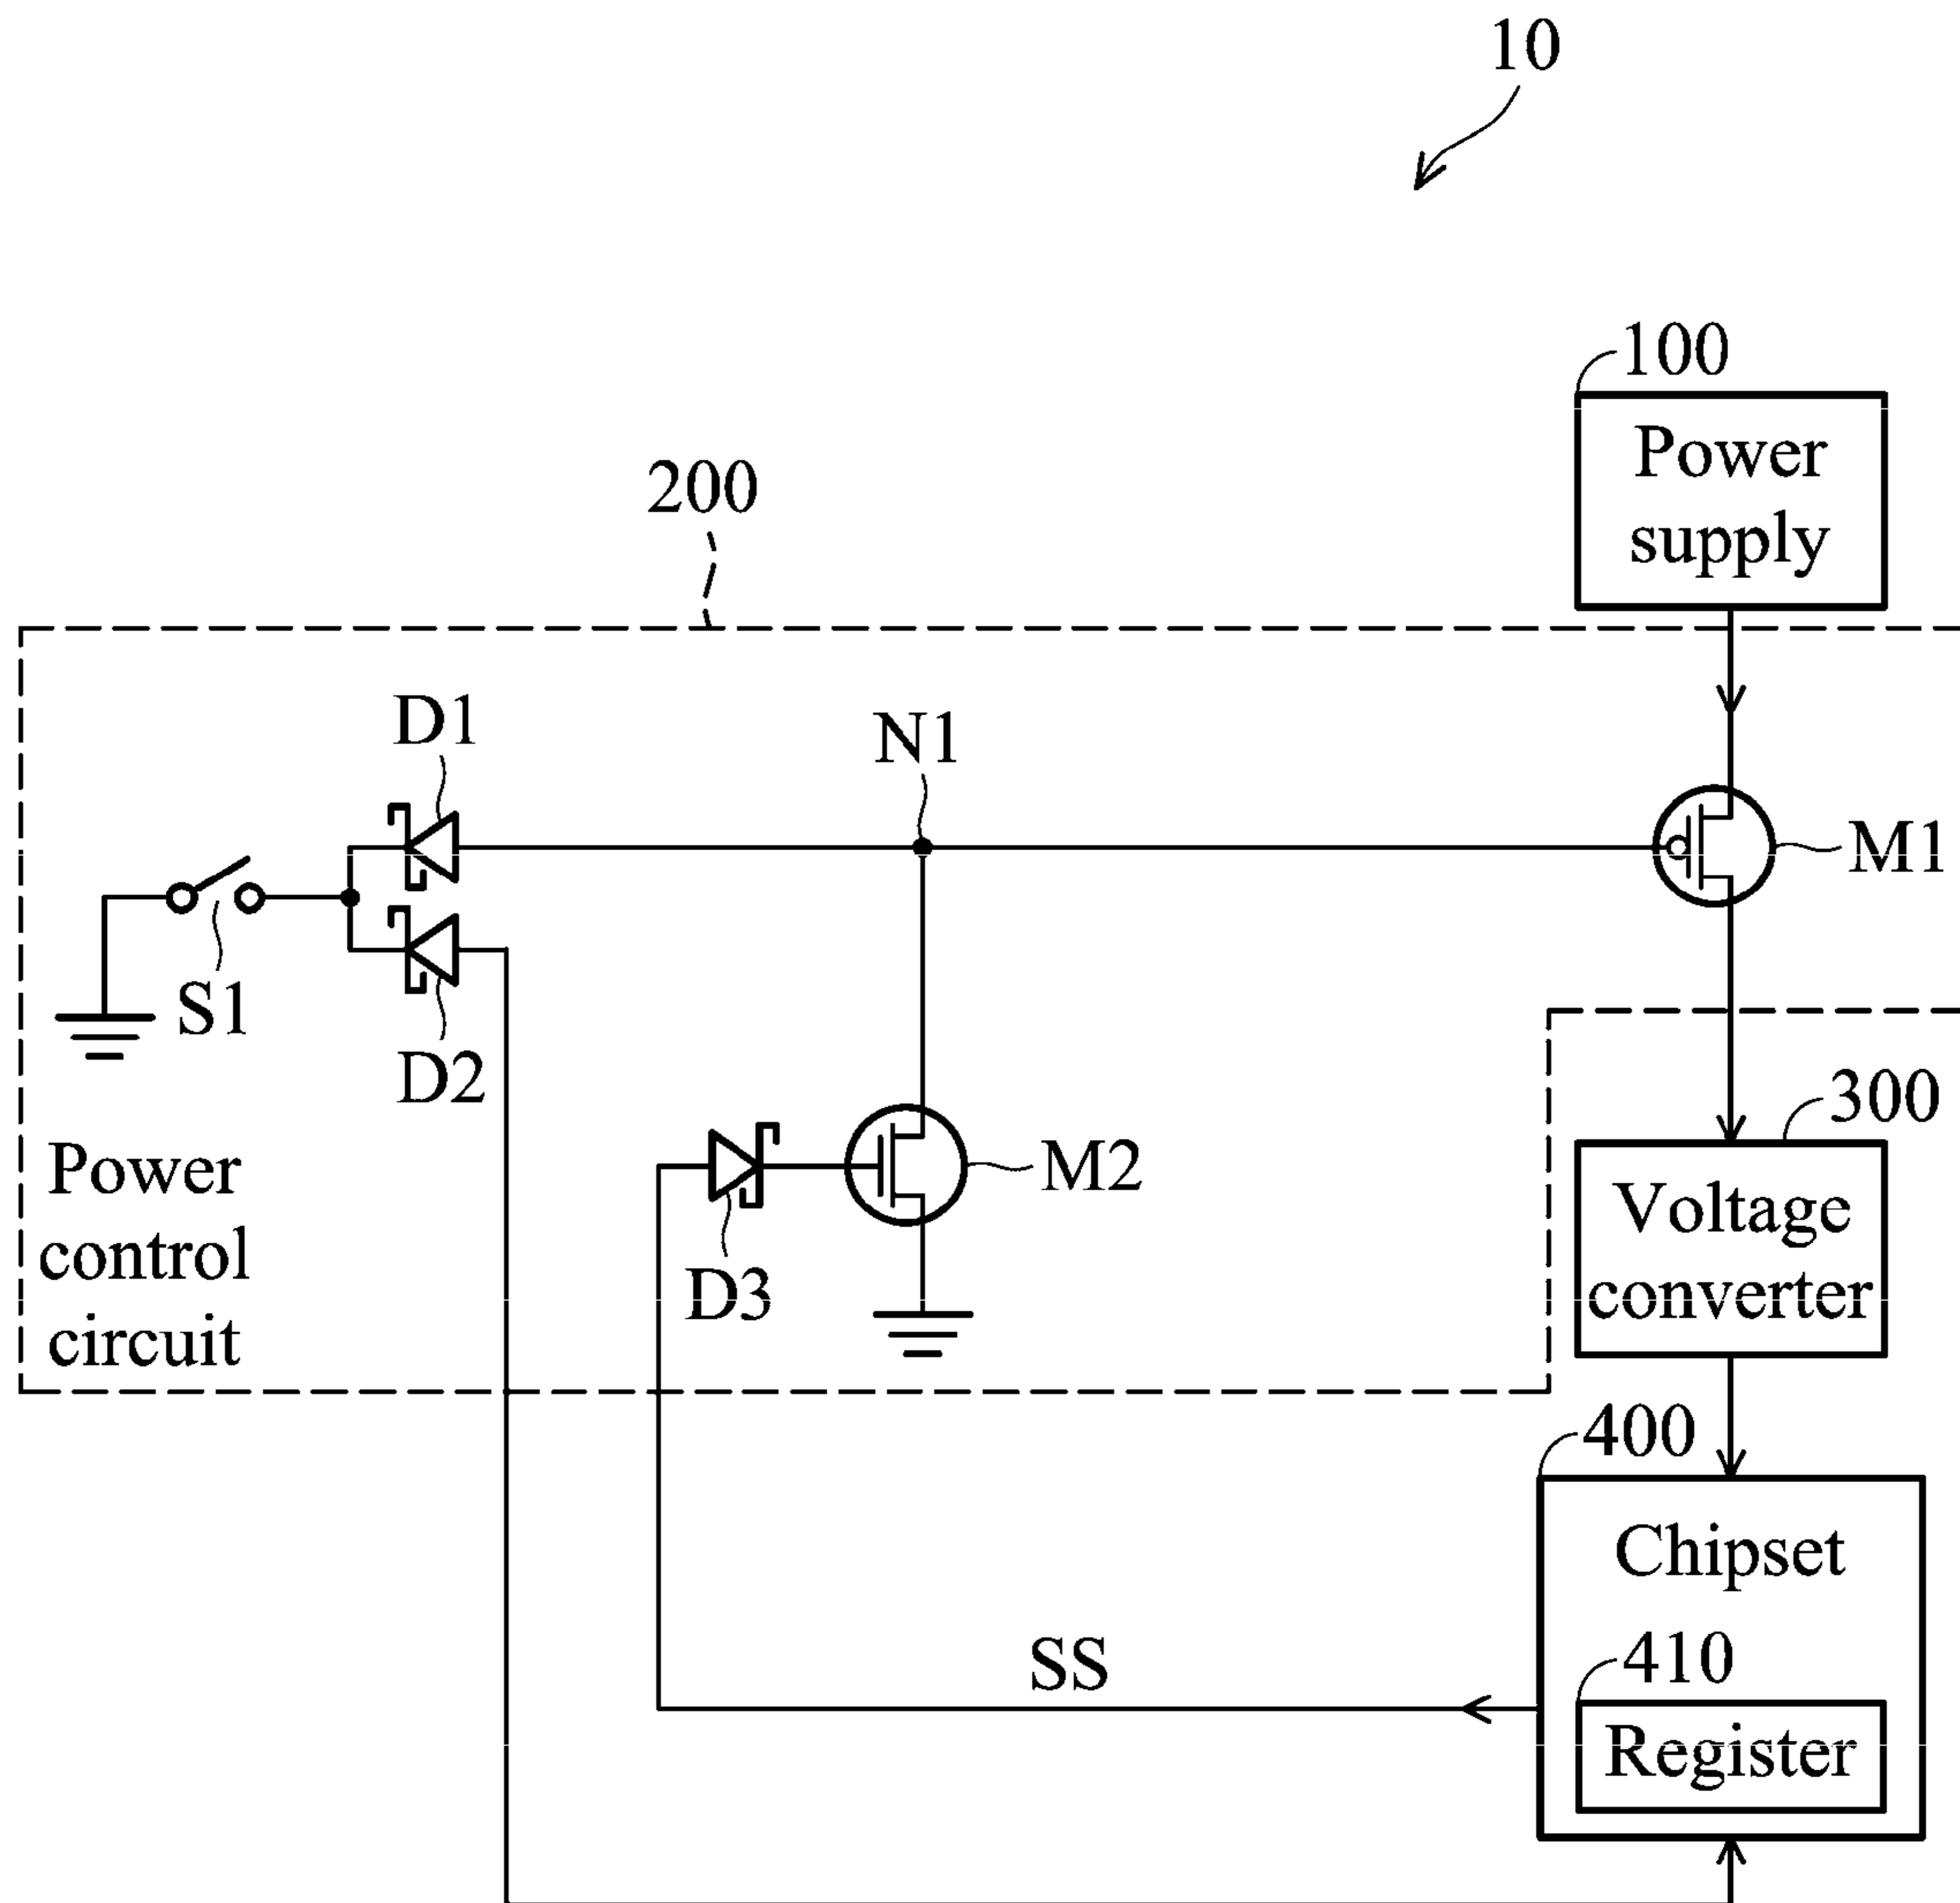 10
100
Power
supply
200
D1
N1
M1
S1
D2
300
Power
control
circuit
M2
D3
Voltage
converter
400
Chipset
SS
410
Register